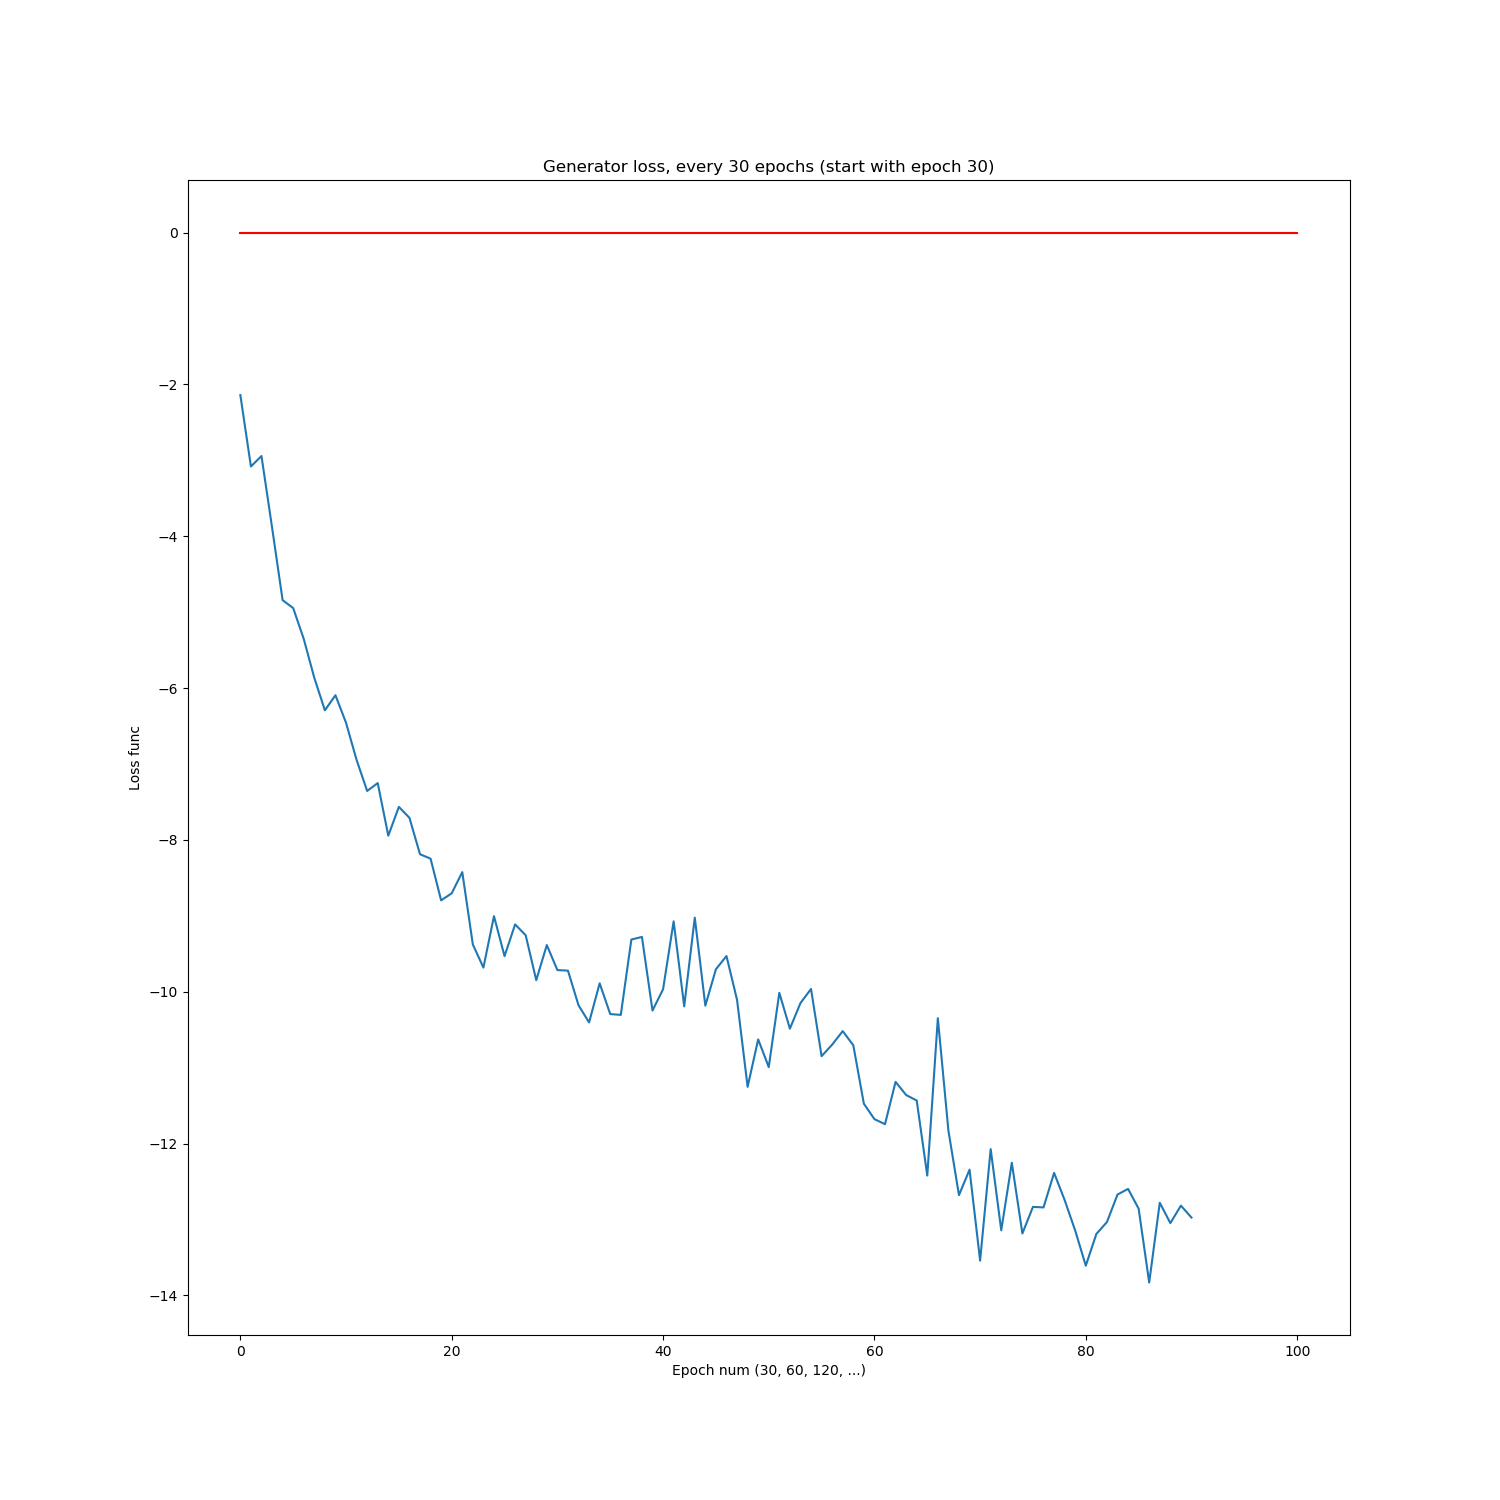 Generator loss, every 30 epochs (start with epoch 30)
0
−2
−4
−6
−8
−10
−12
−14
Loss func
0 20 40 60 80 100
Epoch num (30, 60, 120, ...)